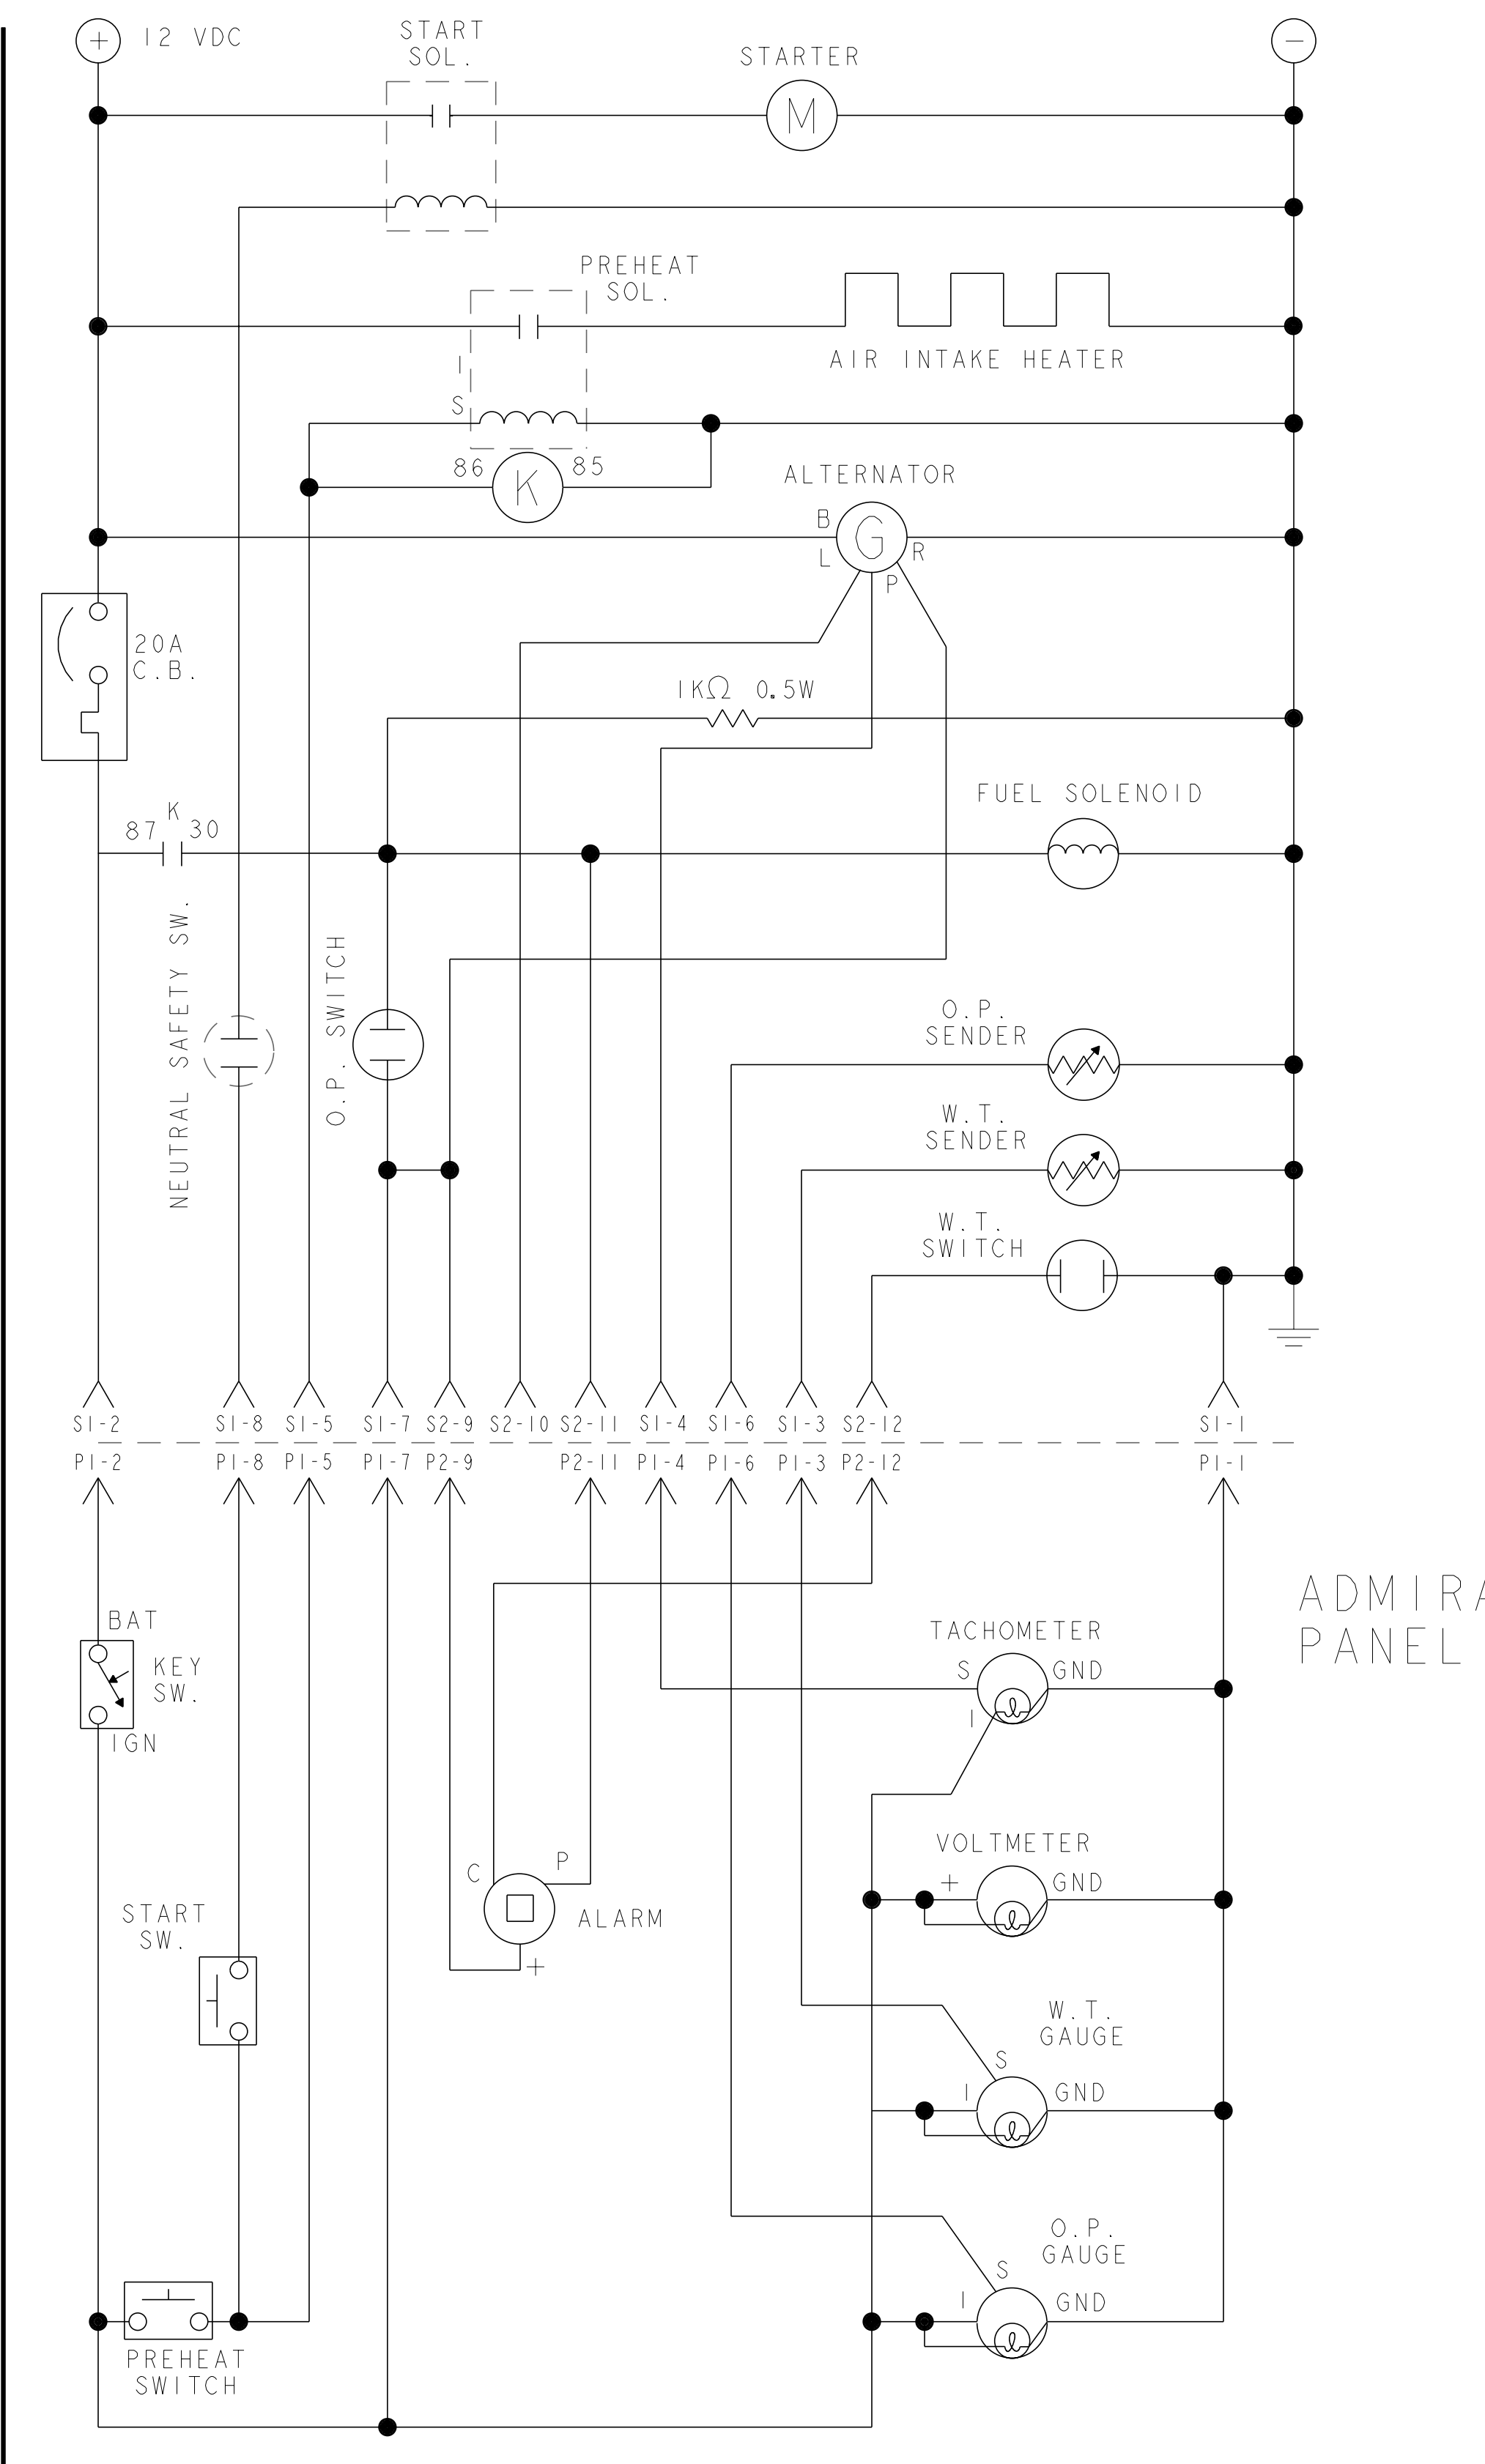 + 12 VDC
START
SOL.
STARTER
−
M
PREHEAT
SOL.
AIR INTAKE HEATER
I
S
86
K
85
ALTERNATOR
B
G
L
R
P
20A
C.B.
1KΩ 0.5W
FUEL SOLENOID
K
87 30
NEUTRAL SAFETY SW.
O.P. SWITCH
O.P.
SENDER
W.T.
SENDER
W.T.
SWITCH
S1-2 S1-8 S1-5 S1-7 S2-9 S2-10 S2-11 S1-4 S1-6 S1-3 S2-12 S1-1
P1-2 P1-8 P1-5 P1-7 P2-9 P2-11 P1-4 P1-6 P1-3 P2-12 P1-1
ADMIRA
PANEL
BAT
KEY
SW.
IGN
TACHOMETER
S GND
I
VOLTMETER
+ GND
C
P
ALARM
+
START
SW.
W.T.
GAUGE
S
I GND
O.P.
GAUGE
S
I GND
PREHEAT
SWITCH